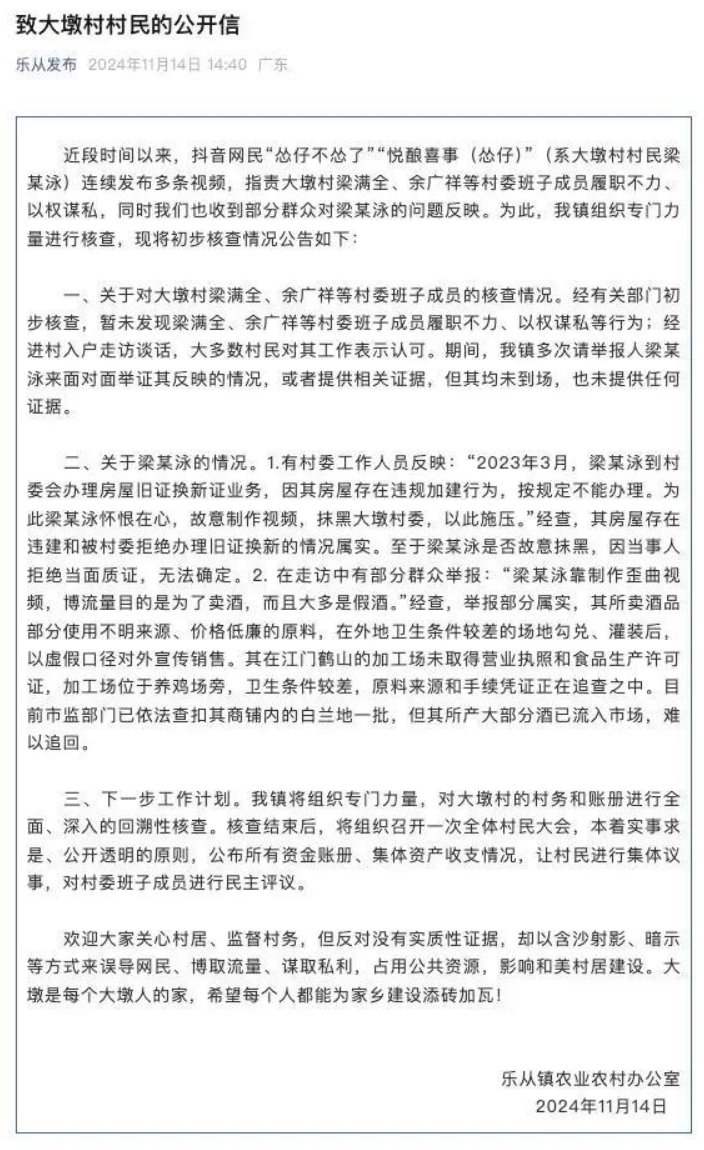 致大墩村村民的公开信
乐从发布 2024年11月14日 14:40 广东
近段时间以来，抖音网民“怂仔不怂了”“悦酿喜事（怂仔）”（系大墩村村民梁
某泳）连续发布多条视频，指责大墩村梁满全、余广祥等村委班子成员履职不力、
以权谋私，同时我们也收到部分群众对梁某泳的问题反映。为此，我镇组织专门力
量进行核查，现将初步核查情况公告如下：
一、关于对大墩村梁满全、余广祥等村委班子成员的核查情况。经有关部门初
步核查，暂未发现梁满全、余广祥等村委班子成员履职不力、以权谋私等行为；经
进村入户走访谈话，大多数村民对其工作表示认可。期间，我镇多次请举报人梁某
泳来面对面举证其反映的情况，或者提供相关证据，但其均未到场，也未提供任何
证据。
二、关于梁某泳的情况。1.有村委工作人员反映：“2023年3月，梁某泳到村
委会办理房屋旧证换新证业务，因其房屋存在违规加建行为，按规定不能办理。为
此梁某泳怀恨在心，故意制作视频，抹黑大墩村委，以此施压。”经查，其房屋存在
违建和被村委拒绝办理旧证换新的情况属实。至于梁某泳是否故意抹黑，因当事人
拒绝当面质证，无法确定。2. 在走访中有部分群众举报：“梁某泳靠制作歪曲视
频，博流量目的是为了卖酒，而且大多是假酒。”经查，举报部分属实，其所卖酒品
部分使用不明来源、价格低廉的原料，在外地卫生条件较差的场地勾兑、灌装后，
以虚假口径对外宣传销售。其在江门鹤山的加工场未取得营业执照和食品生产许可
证，加工场位于养鸡场旁，卫生条件较差，原料来源和手续凭证正在追查之中。目
前市监部门已依法查扣其商铺内的白兰地一批，但其所产大部分酒已流入市场，难
以追回。
三、下一步工作计划。我镇将组织专门力量，对大墩村的村务和账册进行全
面、深入的回溯性核查。核查结束后，将组织召开一次全体村民大会，本着实事求
是、公开透明的原则，公布所有资金账册、集体资产收支情况，让村民进行集体议
事，对村委班子成员进行民主评议。
欢迎大家关心村居、监督村务，但反对没有实质性证据，却以含沙射影、暗示
等方式来误导网民、博取流量、谋取私利，占用公共资源，影响和美村居建设。大
墩是每个大墩人的家，希望每个人都能为家乡建设添砖加瓦！
乐从镇农业农村办公室
2024年11月14日